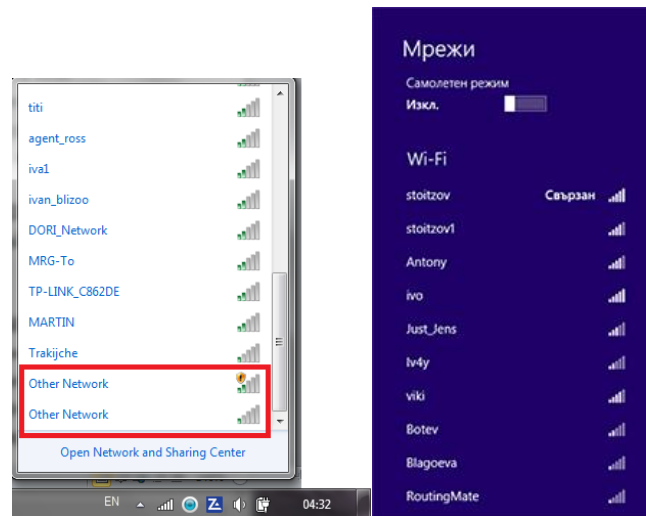 titi
agent_ross
iva1
ivan_blizoo
DORI_Network
MRG-To
TP-LINK_C862DE
MARTIN
Trakijche
Other Network
Other Network
Open Network and Sharing Center
EN
04:32
Мрежи
Самолетен режим
Изкл.
Wi-Fi
stoitzov Свързан
stoitzov1
Antony
ivo
Just_Jens
Iv4y
viki
Botev
Blagoeva
RoutingMate